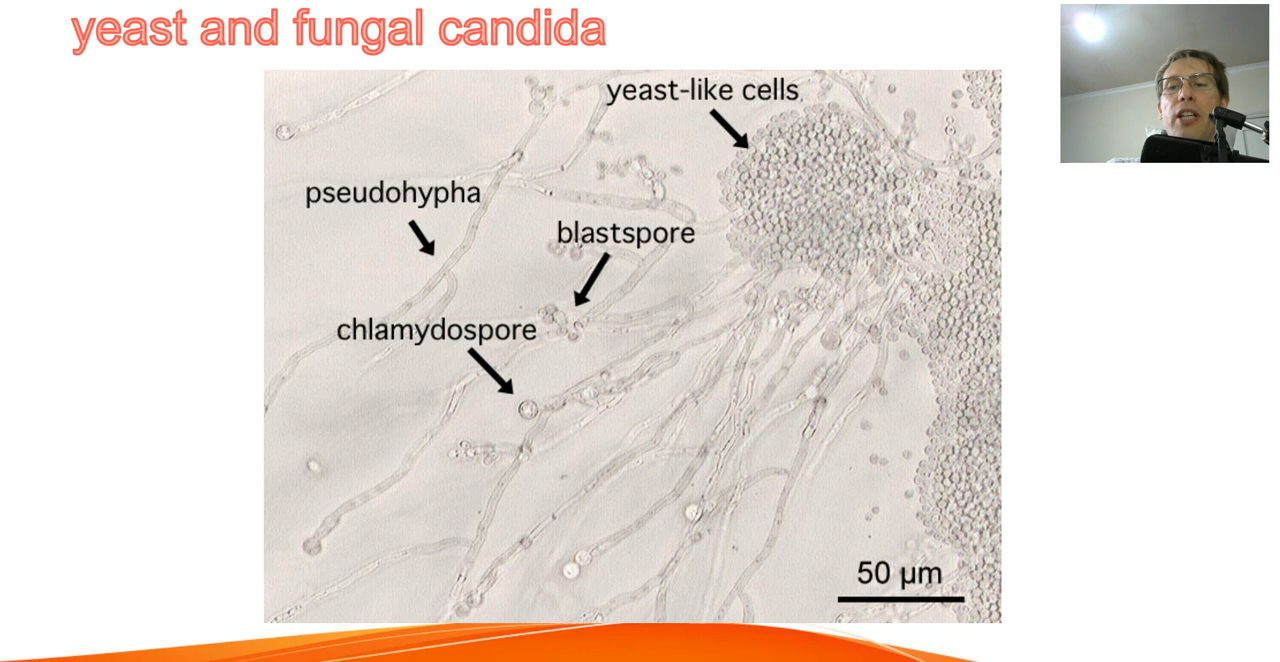 yeast and fungal candida
yeast-like cells
pseudohypha
blastspore
chlamydospore
50 µm